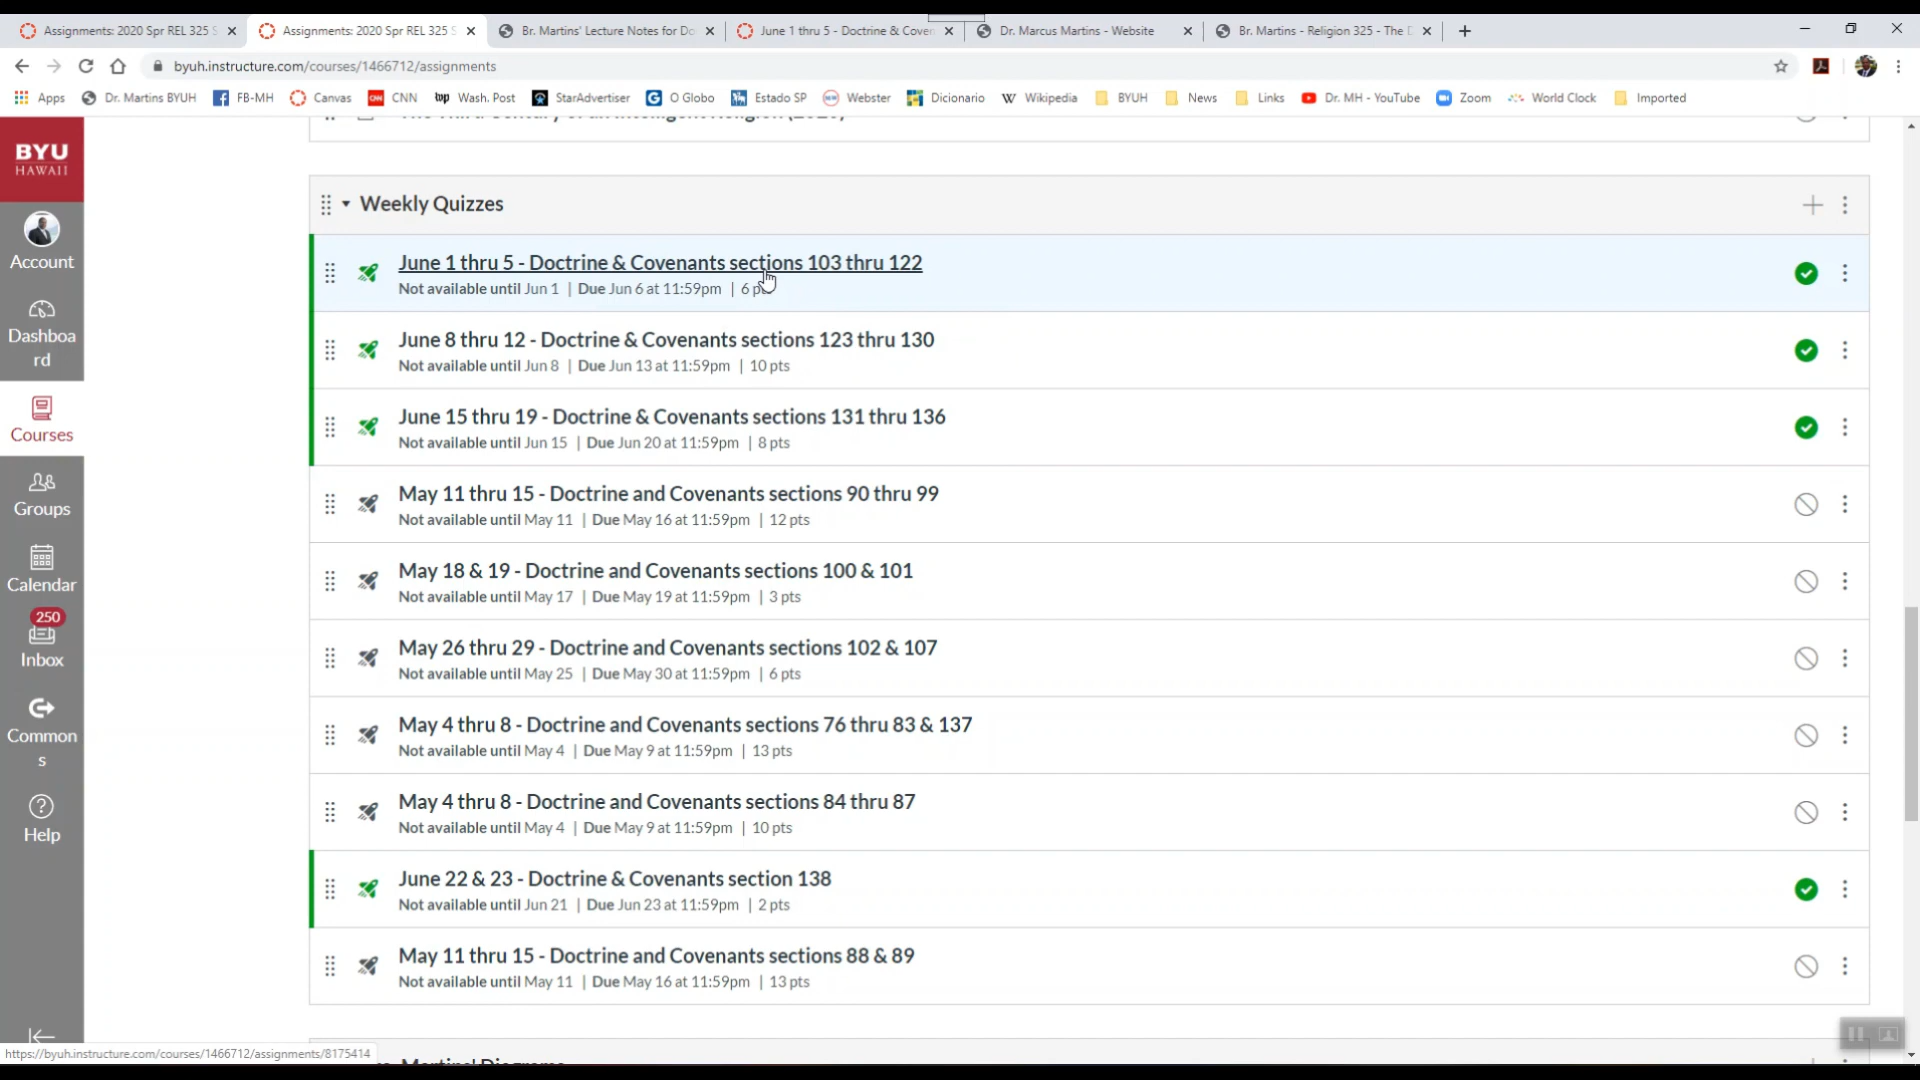 Assignments: 2020 Spr REL 325 S
Assignments: 2020 Spr REL 325 S
Br. Martins' Lecture Notes for Do
June 1 thru 5 - Doctrine & Coven
Dr. Marcus Martins - Website
Br. Martins - Religion 325 - The D
byuh.instructure.com/courses/1466712/assignments
Apps
Dr. Martins BYUH
FB-MH
Canvas
CNN
Wash. Post
StarAdvertiser
O Globo
Estado SP
Webster
Dicionario
Wikipedia
BYUH
News
Links
Dr. MH - YouTube
Zoom
World Clock
Imported
BYU
HAWAII
Account
Dashboa
rd
Courses
Groups
Calendar
250
Inbox
Common
s
Help
Weekly Quizzes
June 1 thru 5 - Doctrine & Covenants sections 103 thru 122
Not available until Jun 1 | Due Jun 6 at 11:59pm | 6
June 8 thru 12 - Doctrine & Covenants sections 123 thru 130
Not available until Jun 8 | Due Jun 13 at 11:59pm | 10 pts
June 15 thru 19 - Doctrine & Covenants sections 131 thru 136
Not available until Jun 15 | Due Jun 20 at 11:59pm | 8 pts
May 11 thru 15 - Doctrine and Covenants sections 90 thru 99
Not available until May 11 | Due May 16 at 11:59pm | 12 pts
May 18 & 19 - Doctrine and Covenants sections 100 & 101
Not available until May 17 | Due May 19 at 11:59pm | 3 pts
May 26 thru 29 - Doctrine and Covenants sections 102 & 107
Not available until May 25 | Due May 30 at 11:59pm | 6 pts
May 4 thru 8 - Doctrine and Covenants sections 76 thru 83 & 137
Not available until May 4 | Due May 9 at 11:59pm | 13 pts
May 4 thru 8 - Doctrine and Covenants sections 84 thru 87
Not available until May 4 | Due May 9 at 11:59pm | 10 pts
June 22 & 23 - Doctrine & Covenants section 138
Not available until Jun 21 | Due Jun 23 at 11:59pm | 2 pts
May 11 thru 15 - Doctrine and Covenants sections 88 & 89
Not available until May 11 | Due May 16 at 11:59pm | 13 pts
https://byuh.instructure.com/courses/1466712/assignments/8175414